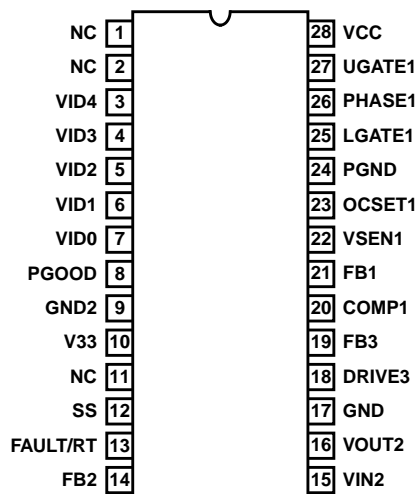 NC 1 28 VCC
NC 2 27 UGATE1
VID4 3 26 PHASE1
VID3 4 25 LGATE1
VID2 5 24 PGND
VID1 6 23 OCSET1
VID0 7 22 VSEN1
PGOOD 8 21 FB1
GND2 9 20 COMP1
V33 10 19 FB3
NC 11 18 DRIVE3
SS 12 17 GND
FAULT/RT 13 16 VOUT2
FB2 14 15 VIN2